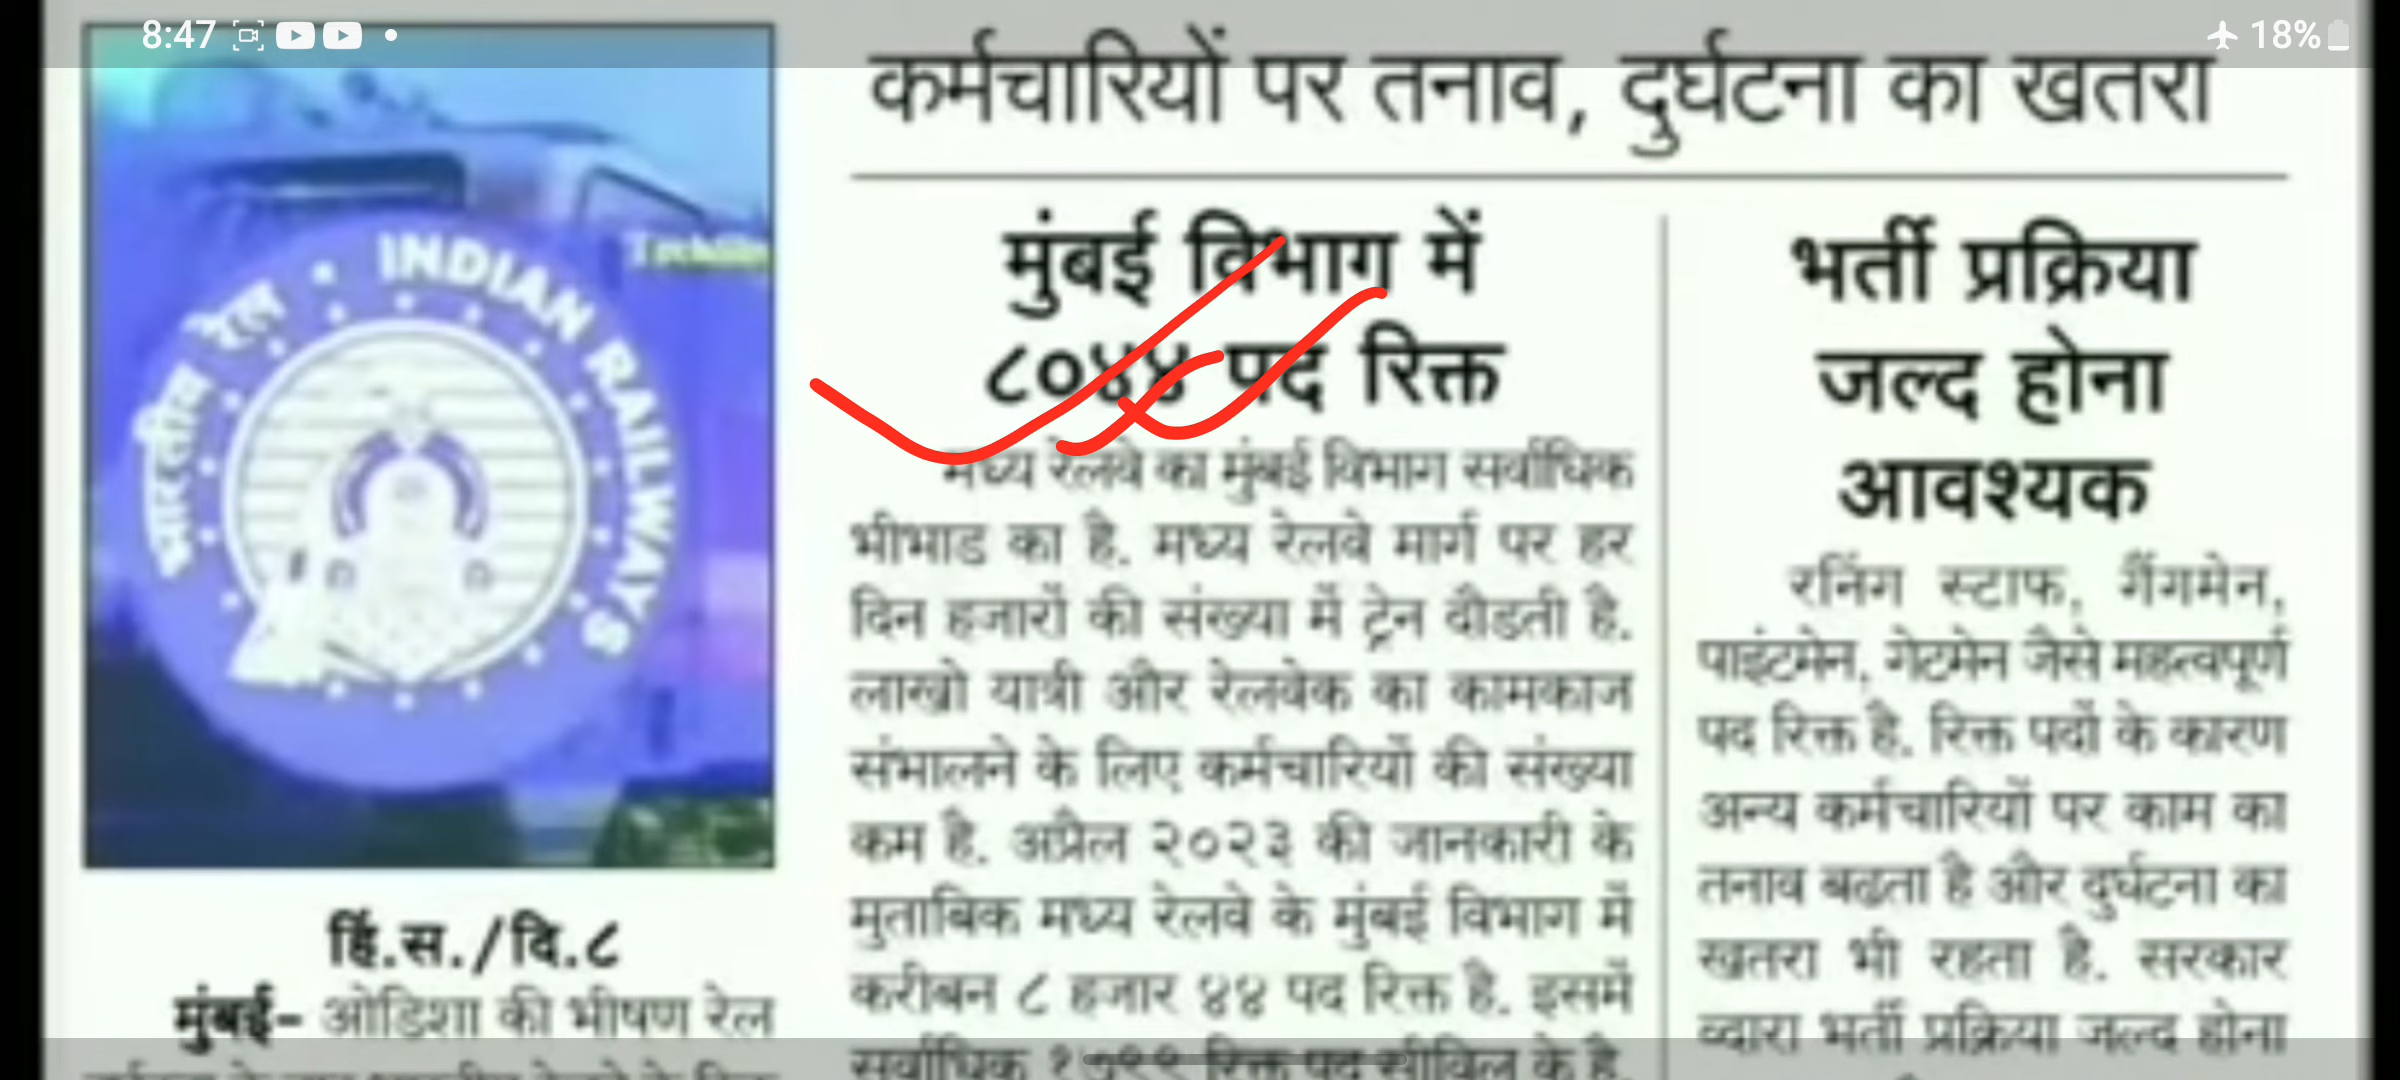 8:47
18%
कर्मचारियों पर तनाव, दुर्घटना का खतरा
भारतीय रेल • INDIAN RAILWAYS
मुंबई विभाग में
८०४४ पद रिक्त
मध्य रेलवे का मुंबई विभाग सर्वाधिक
भीभाड का है. मध्य रेलवे मार्ग पर हर
दिन हजारों की संख्या में ट्रेन दौडती है.
लाखो यात्री और रेलवेक का कामकाज
संभालने के लिए कर्मचारियों की संख्या
कम है. अप्रैल २०२३ की जानकारी के
मुताबिक मध्य रेलवे के मुंबई विभाग में
करीबन ८ हजार ४४ पद रिक्त है. इसमें
सर्वाधिक १७९९ रिक्त पद सीविल के है.
भर्ती प्रक्रिया
जल्द होना
आवश्यक
रनिंग स्टाफ, गैंगमेन,
पाइंटमेन, गेटमेन जैसे महत्वपूर्ण
पद रिक्त है. रिक्त पदों के कारण
अन्य कर्मचारियों पर काम का
तनाव बढता है और दुर्घटना का
खतरा भी रहता है. सरकार
व्दारा भर्ती प्रक्रिया जल्द होना
हिं.स./दि.८
मुंबई- ओडिशा की भीषण रेल